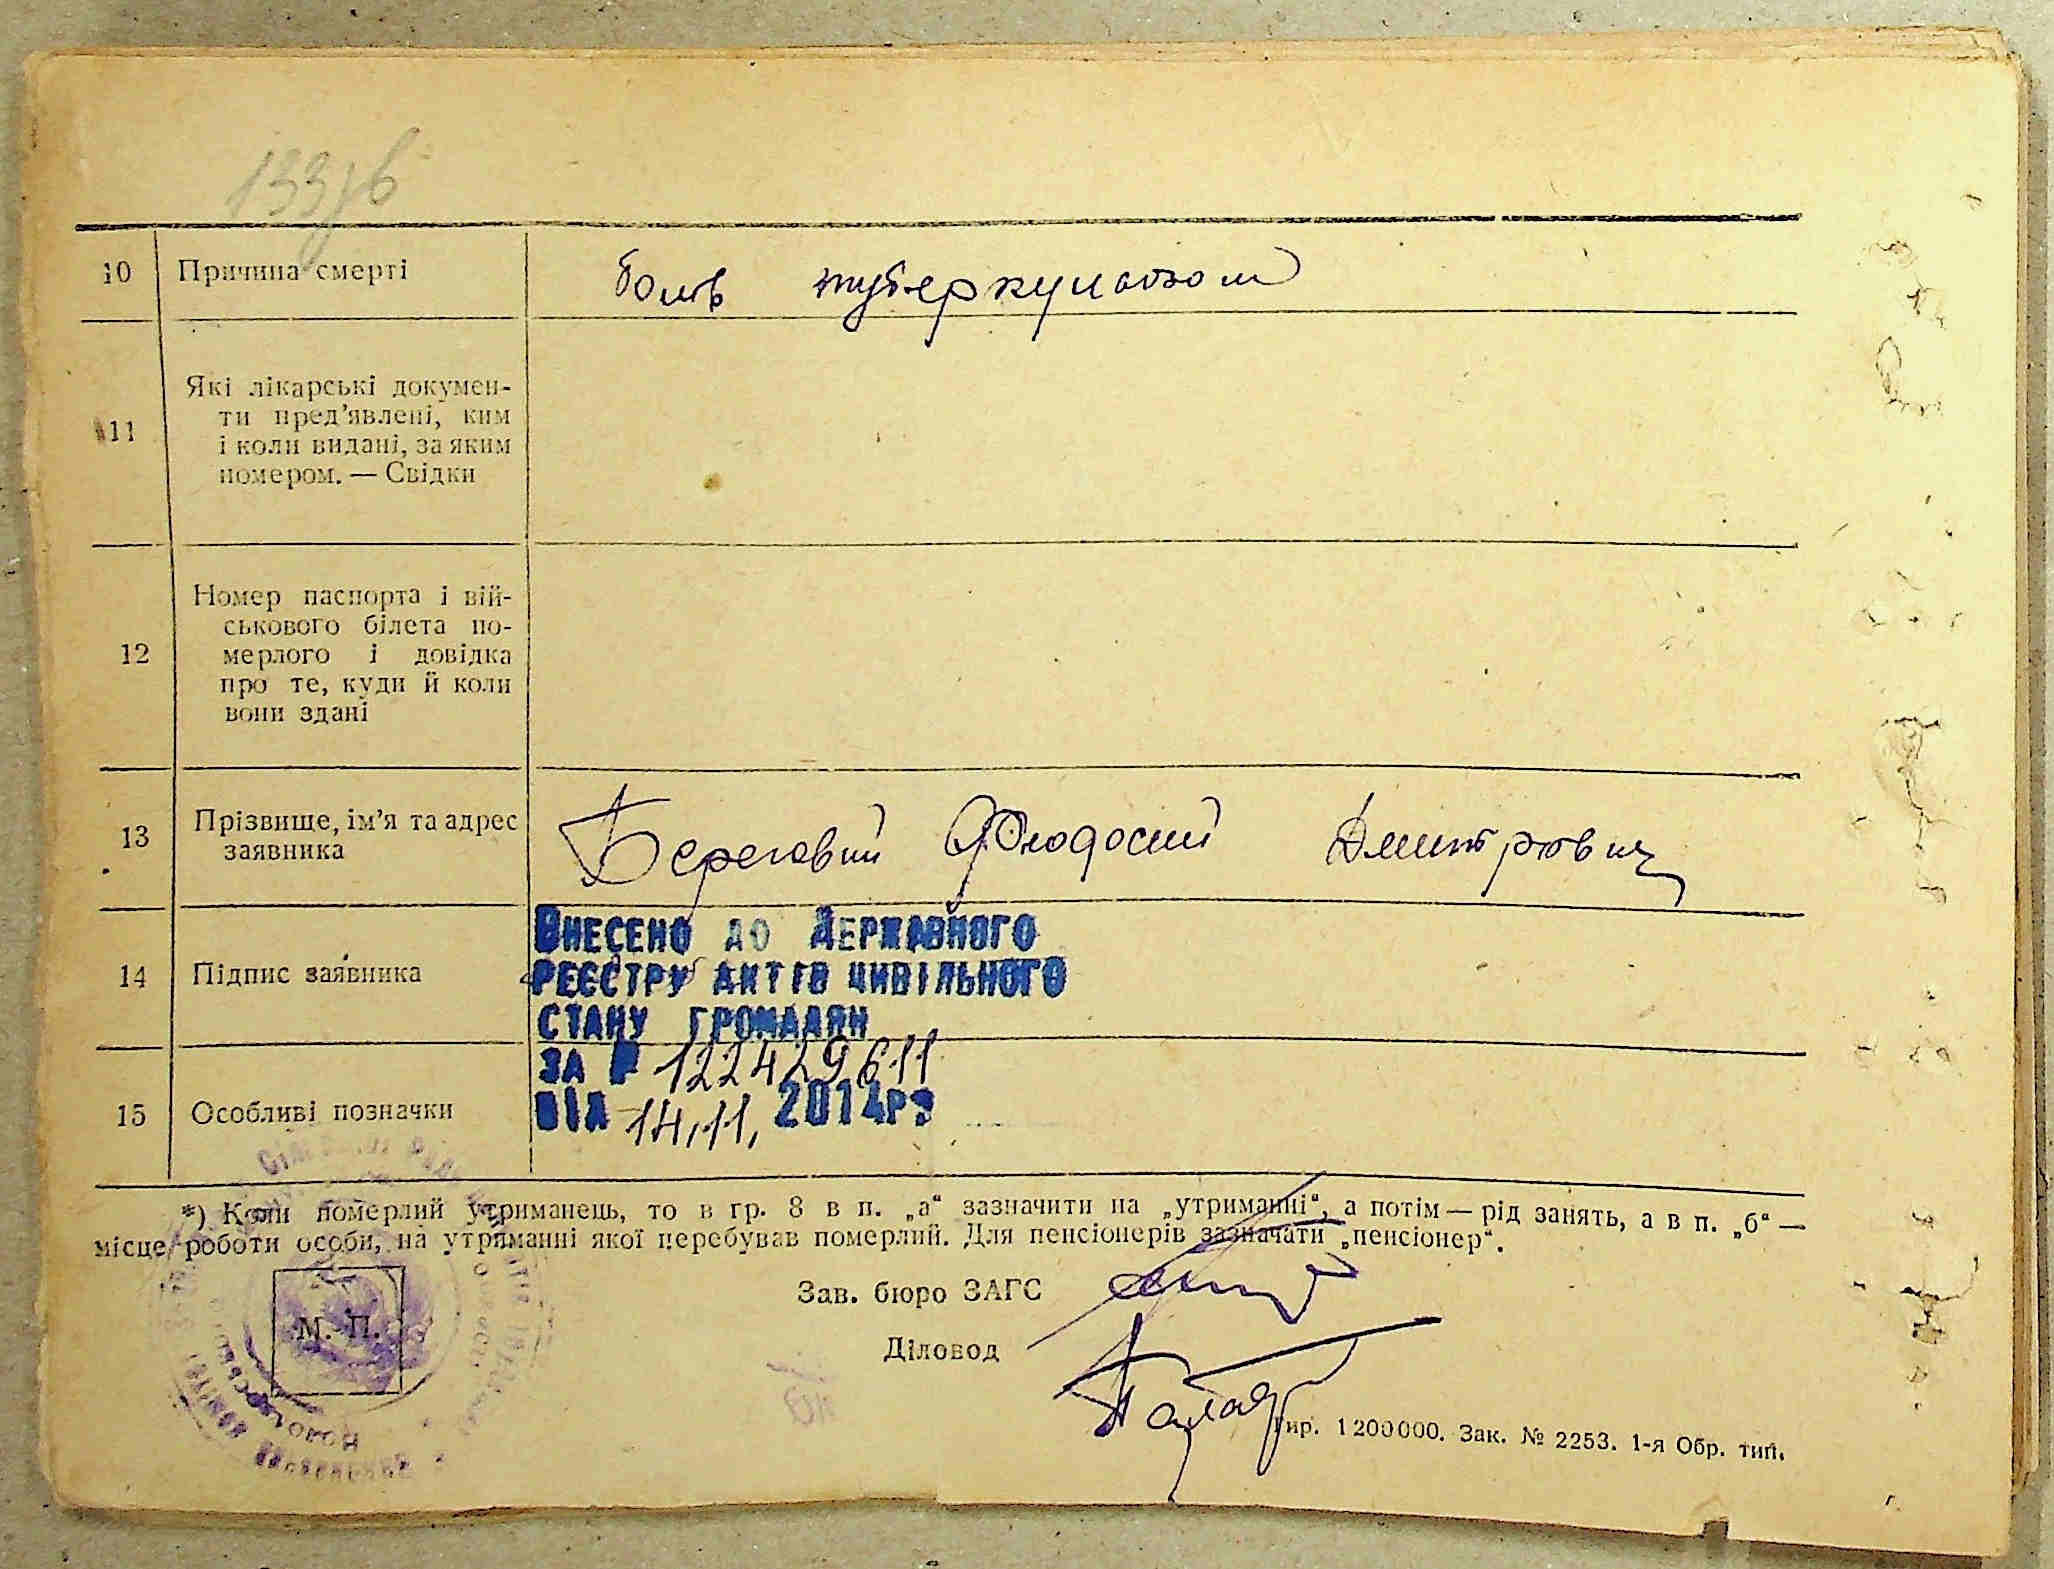 133зв
10 Причина смерті болів туберкульозом
11 Які лікарські докумен-
ти пред'явлені, ким
і коли видані, за яким
номером. — Свідки
12 Номер паспорта і вій-
ськового білета по-
мерлого і довідка
про те, куди й коли
вони здані
13 Прізвище, ім'я та адрес
заявника
Береговий Феодосий Дмитрович
14 Підпис заявника
ВНЕСЕНО ДО ДЕРЖАВНОГО
РЕЄСТРУ АКТІВ ЦИВІЛЬНОГО
СТАНУ ГРОМАДЯН
ЗА № 122429611
ВІД 14.11. 2014р
15 Особливі позначки
*) Коли померлий утриманець, то в гр. 8 в п. „а“ зазначити на „утриманні“, а потім — рід занять, а в п. „б“ —
місце роботи особи, на утриманні якої перебував померлий. Для пенсіонерів зазначати „пенсіонер“.
Зав. бюро ЗАГС
М. П.
Діловод
Тир. 1200000. Зак. № 2253. 1-я Обр. тип.